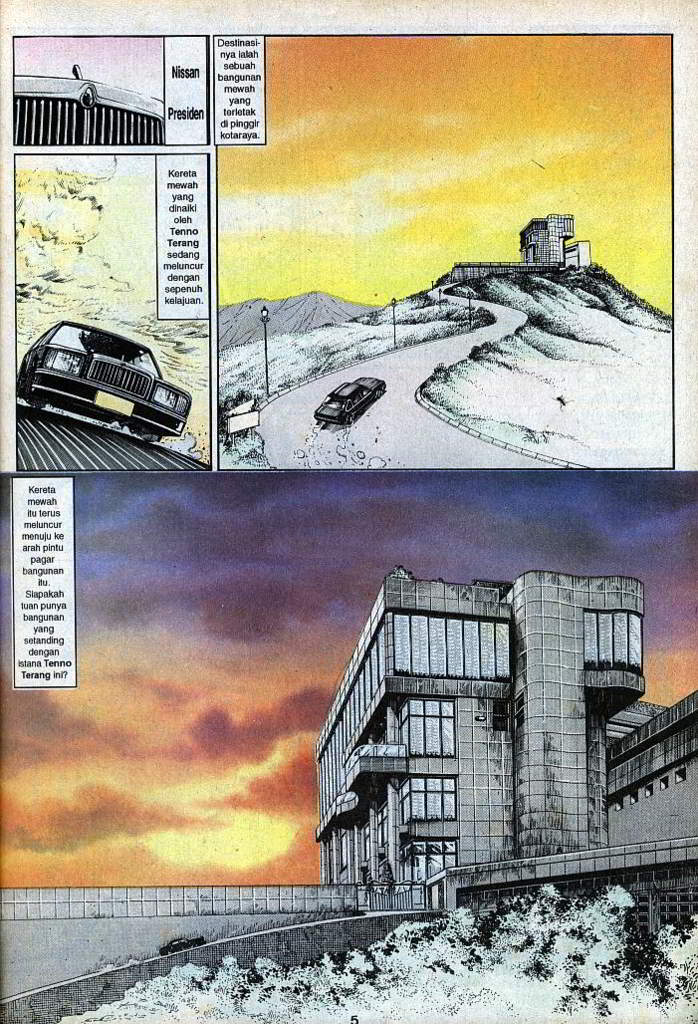 Nissan
Presiden
Destinasi-
nya ialah
sebuah
bangunan
mewah
yang
terletak
di pinggir
kotaraya.
Kereta
mewah
yang
dinaiki
oleh
Tenno
Terang
sedang
meluncur
dengan
sepenuh
kelajuan.
Kereta
mewah
itu terus
meluncur
menuju ke
arah pintu
pagar
bangunan
itu.
Siapakah
tuan punya
bangunan
yang
setanding
dengan
istana Tenno
Terang ini?
5